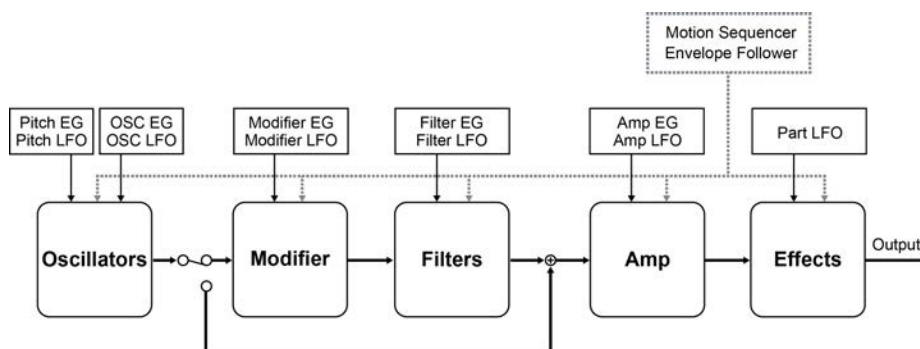 Motion Sequencer
Envelope Follower
Pitch EG
Pitch LFO
OSC EG
OSC LFO
Modifier EG
Modifier LFO
Filter EG
Filter LFO
Amp EG
Amp LFO
Part LFO
Oscillators
Modifier
Filters
Amp
Effects
Output